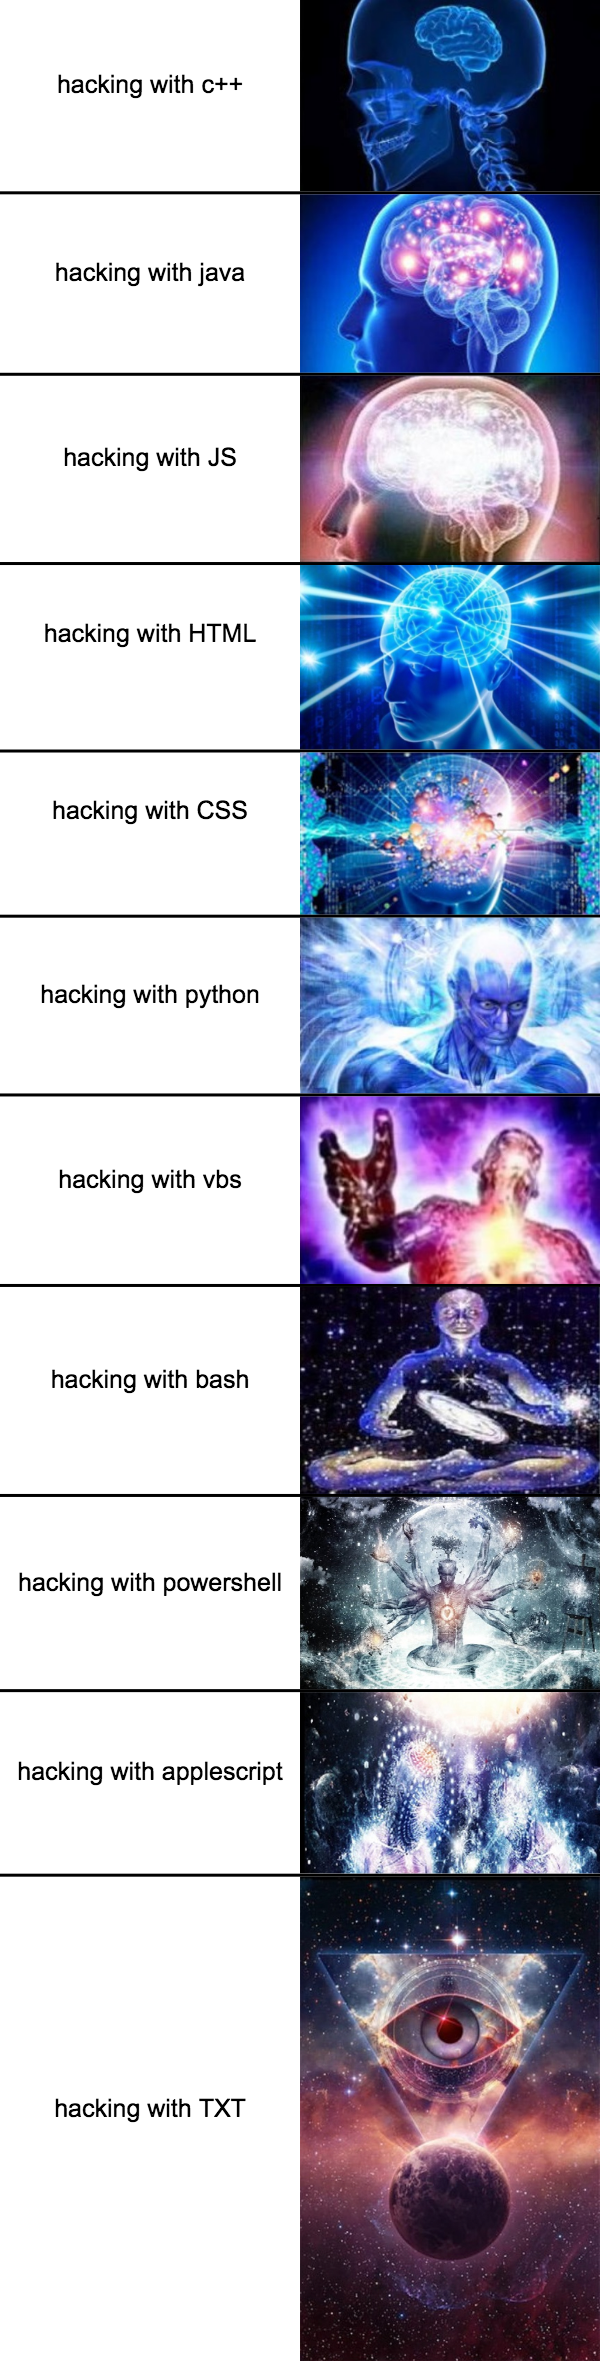 hacking with c++
hacking with java
hacking with JS
hacking with HTML
hacking with CSS
hacking with python
hacking with vbs
hacking with bash
hacking with powershell
hacking with applescript
hacking with TXT